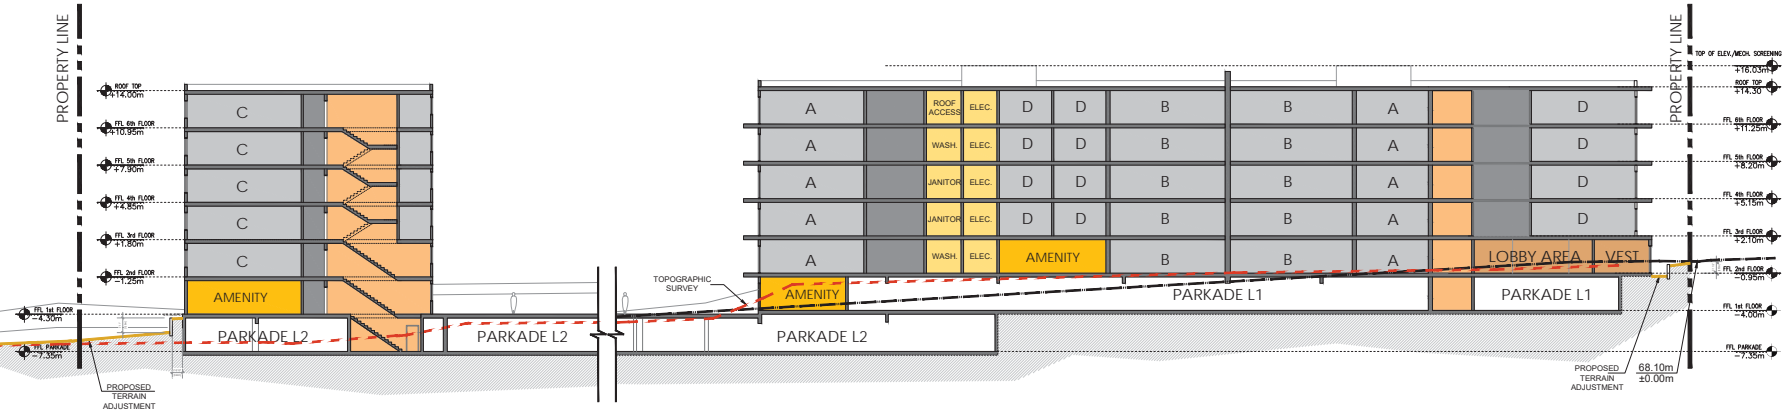 PROPERTY LINE
ROOF TOP
+14.00m
FFL 6th FLOOR
+10.95m
FFL 5th FLOOR
+7.90m
FFL 4th FLOOR
+4.85m
FFL 3rd FLOOR
+1.80m
FFL 2nd FLOOR
-1.25m
FFL 1st FLOOR
-4.30m
FFL PARKADE
-7.35m
PROPOSED
TERRAIN
ADJUSTMENT
C
C
C
C
C
AMENITY
PARKADE L2
PARKADE L2
PARKADE L2
TOPOGRAPHIC
SURVEY
A
ROOF
ACCESS
ELEC.
D
D
B
B
A
D
A
WASH.
ELEC.
D
D
B
B
A
D
A
JANITOR
ELEC.
D
D
B
B
A
D
A
JANITOR
ELEC.
D
D
B
B
A
D
A
WASH.
ELEC.
AMENITY
B
B
A
LOBBY AREA
VEST.
AMENITY
PARKADE L1
PARKADE L1
PROPERTY LINE
TOP OF ELEV./MECH. SCREENING
+16.03m
ROOF TOP
+14.30
FFL 6th FLOOR
+11.25m
FFL 5th FLOOR
+8.20m
FFL 4th FLOOR
+5.15m
FFL 3rd FLOOR
+2.10m
FFL 2nd FLOOR
-0.95m
FFL 1st FLOOR
-4.00m
FFL PARKADE
-7.35m
PROPOSED
TERRAIN
ADJUSTMENT
68.10m
±0.00m